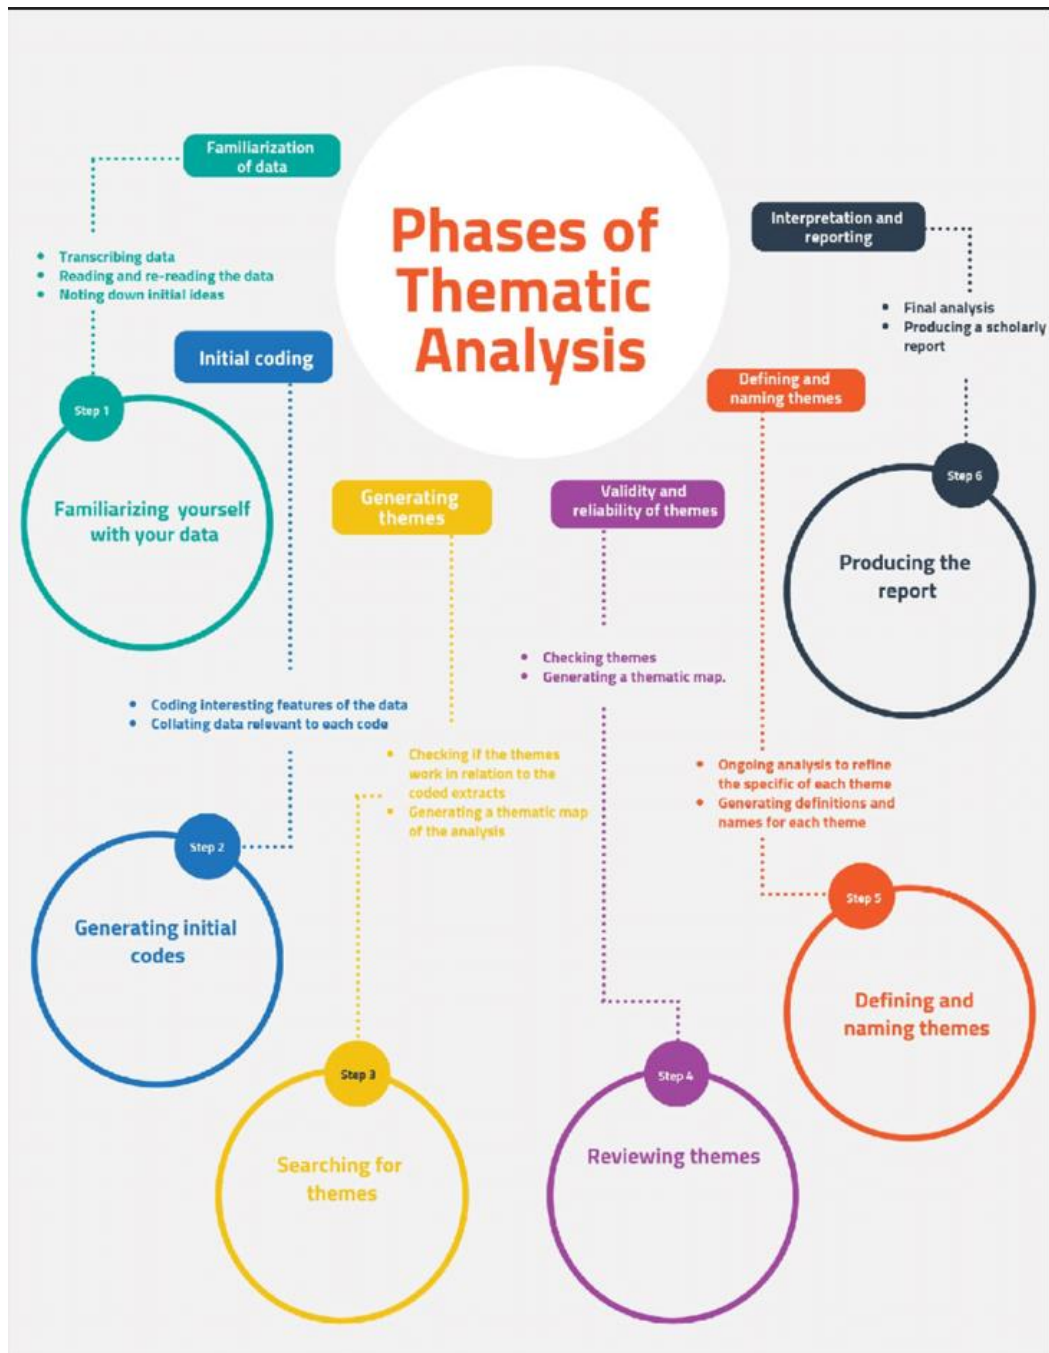 Phases of
Thematic
Analysis
Familiarization
of data
• Transcribing data
• Reading and re-reading the data
• Noting down initial ideas
Step 1
Familiarizing yourself
with your data
Initial coding
• Coding interesting features of the data
• Collating data relevant to each code
Step 2
Generating initial
codes
Generating
themes
• Checking if the themes
work in relation to the
coded extracts
• Generating a thematic map
of the analysis
Step 3
Searching for
themes
Validity and
reliability of themes
• Checking themes
• Generating a thematic map.
Step 4
Reviewing themes
Defining and
naming themes
• Ongoing analysis to refine
the specific of each theme
• Generating definitions and
names for each theme
Step 5
Defining and
naming themes
Interpretation and
reporting
• Final analysis
• Producing a scholarly
report
Step 6
Producing the
report